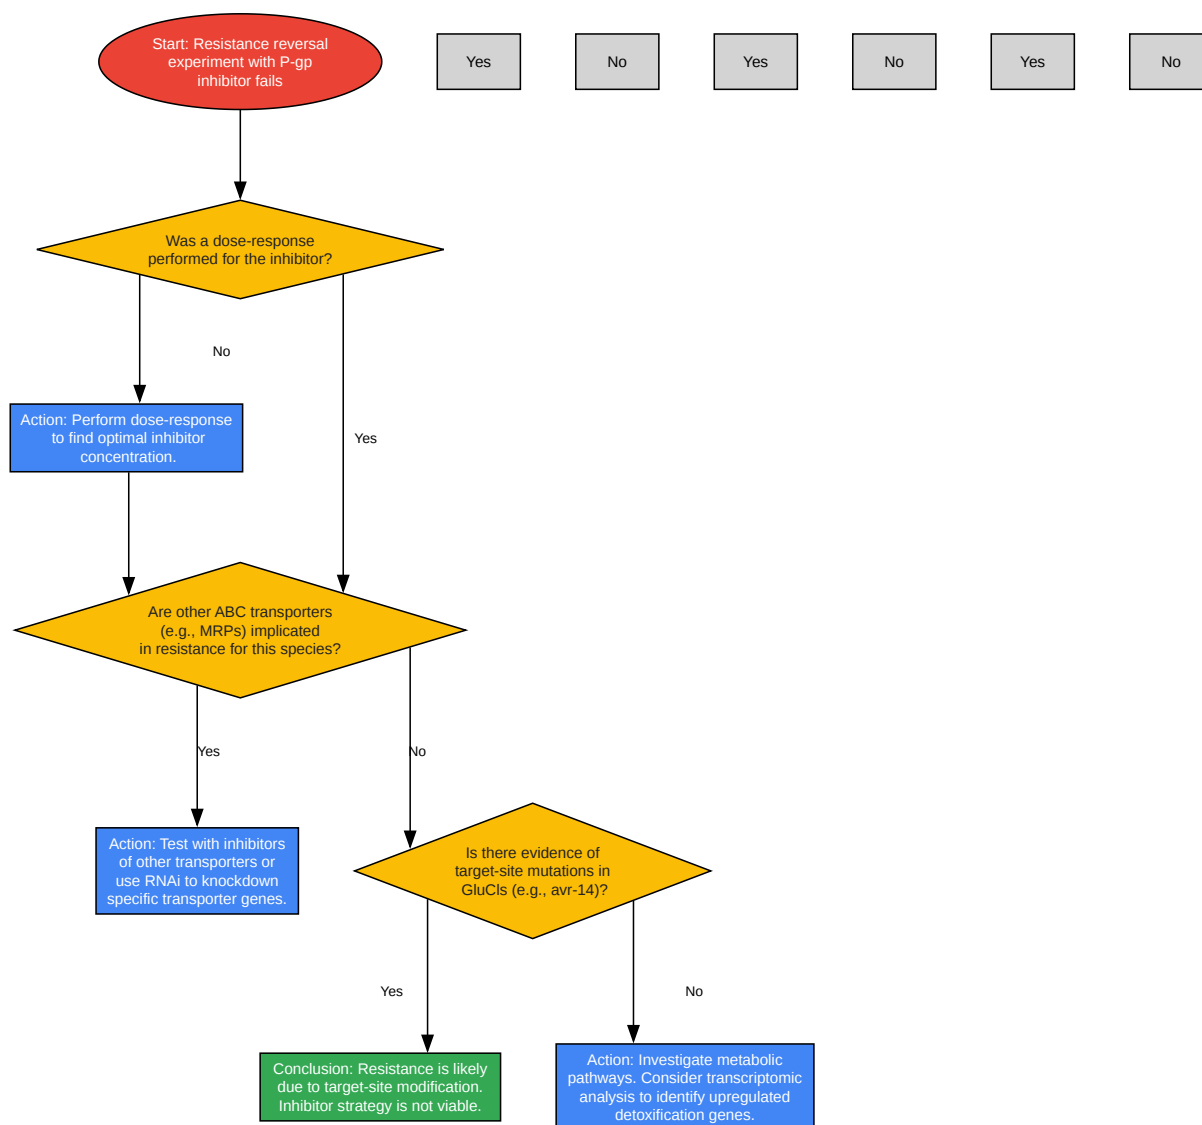 Start: Resistance reversal
experiment with P-gp
inhibitor fails
Yes
No
Yes
No
Yes
No
Was a dose-response
performed for the inhibitor?
No
Action: Perform dose-response
to find optimal inhibitor
concentration.
Yes
Are other ABC transporters
(e.g., MRPs) implicated
in resistance for this species?
Yes
No
Action: Test with inhibitors
of other transporters or
use RNAi to knockdown
specific transporter genes.
Is there evidence of
target-site mutations in
GluCls (e.g., avr-14)?
Yes
No
Conclusion: Resistance is likely
due to target-site modification.
Inhibitor strategy is not viable.
Action: Investigate metabolic
pathways. Consider transcriptomic
analysis to identify upregulated
detoxification genes.